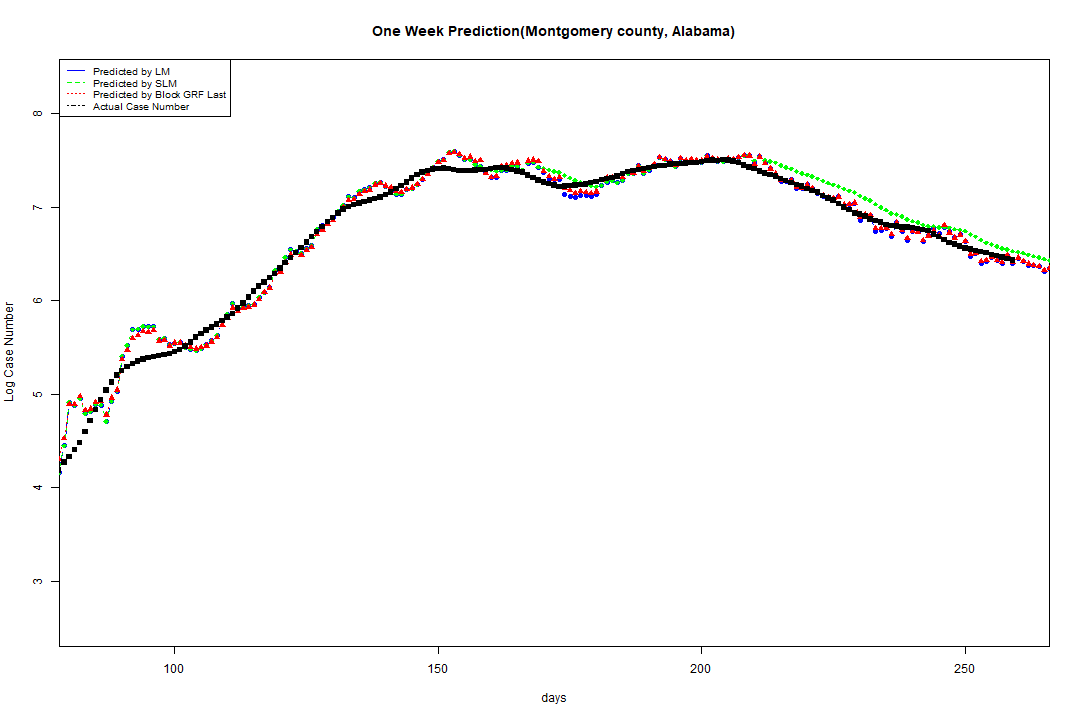 One Week Prediction(Montgomery county, Alabama)
Predicted by LM
Predicted by SLM
Predicted by Block GRF Last
Actual Case Number
8
7
6
5
4
3
Log Case Number
100 150 200 250
days